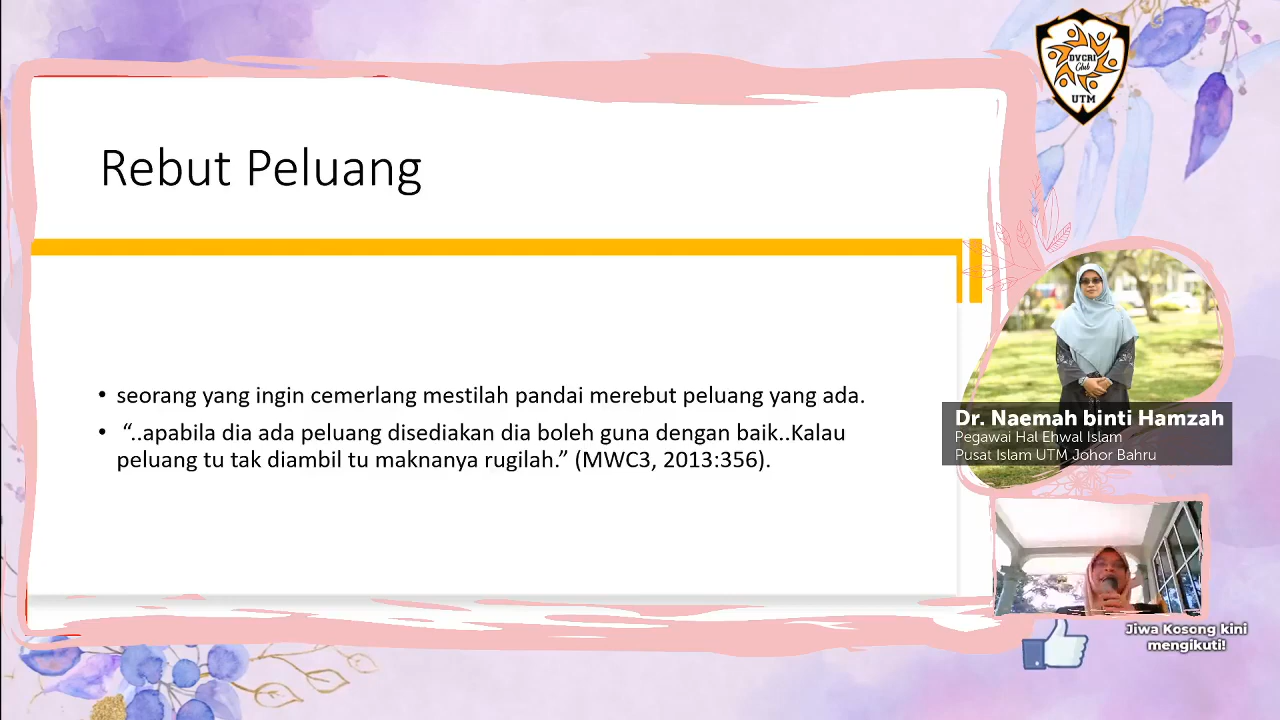 DVCRI
Club
UTM
Rebut Peluang
• seorang yang ingin cemerlang mestilah pandai merebut peluang yang ada.
• “..apabila dia ada peluang disediakan dia boleh guna dengan baik..Kalau
peluang tu tak diambil tu maknanya rugilah.” (MWC3, 2013:356).
Dr. Naemah binti Hamzah
Pegawai Hal Ehwal Islam
Pusat Islam UTM Johor Bahru
Jiwa Kosong kini
mengikuti!